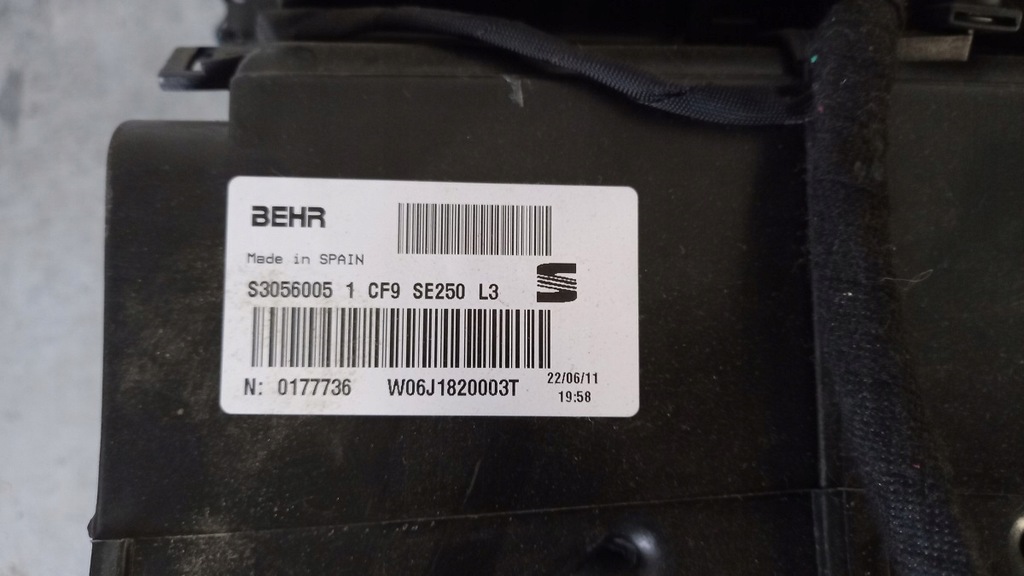 BEHR
Made in SPAIN
S3056005 1 CF9 SE250 L3
N: 0177736 W06J1820003T 22/06/11
19:58